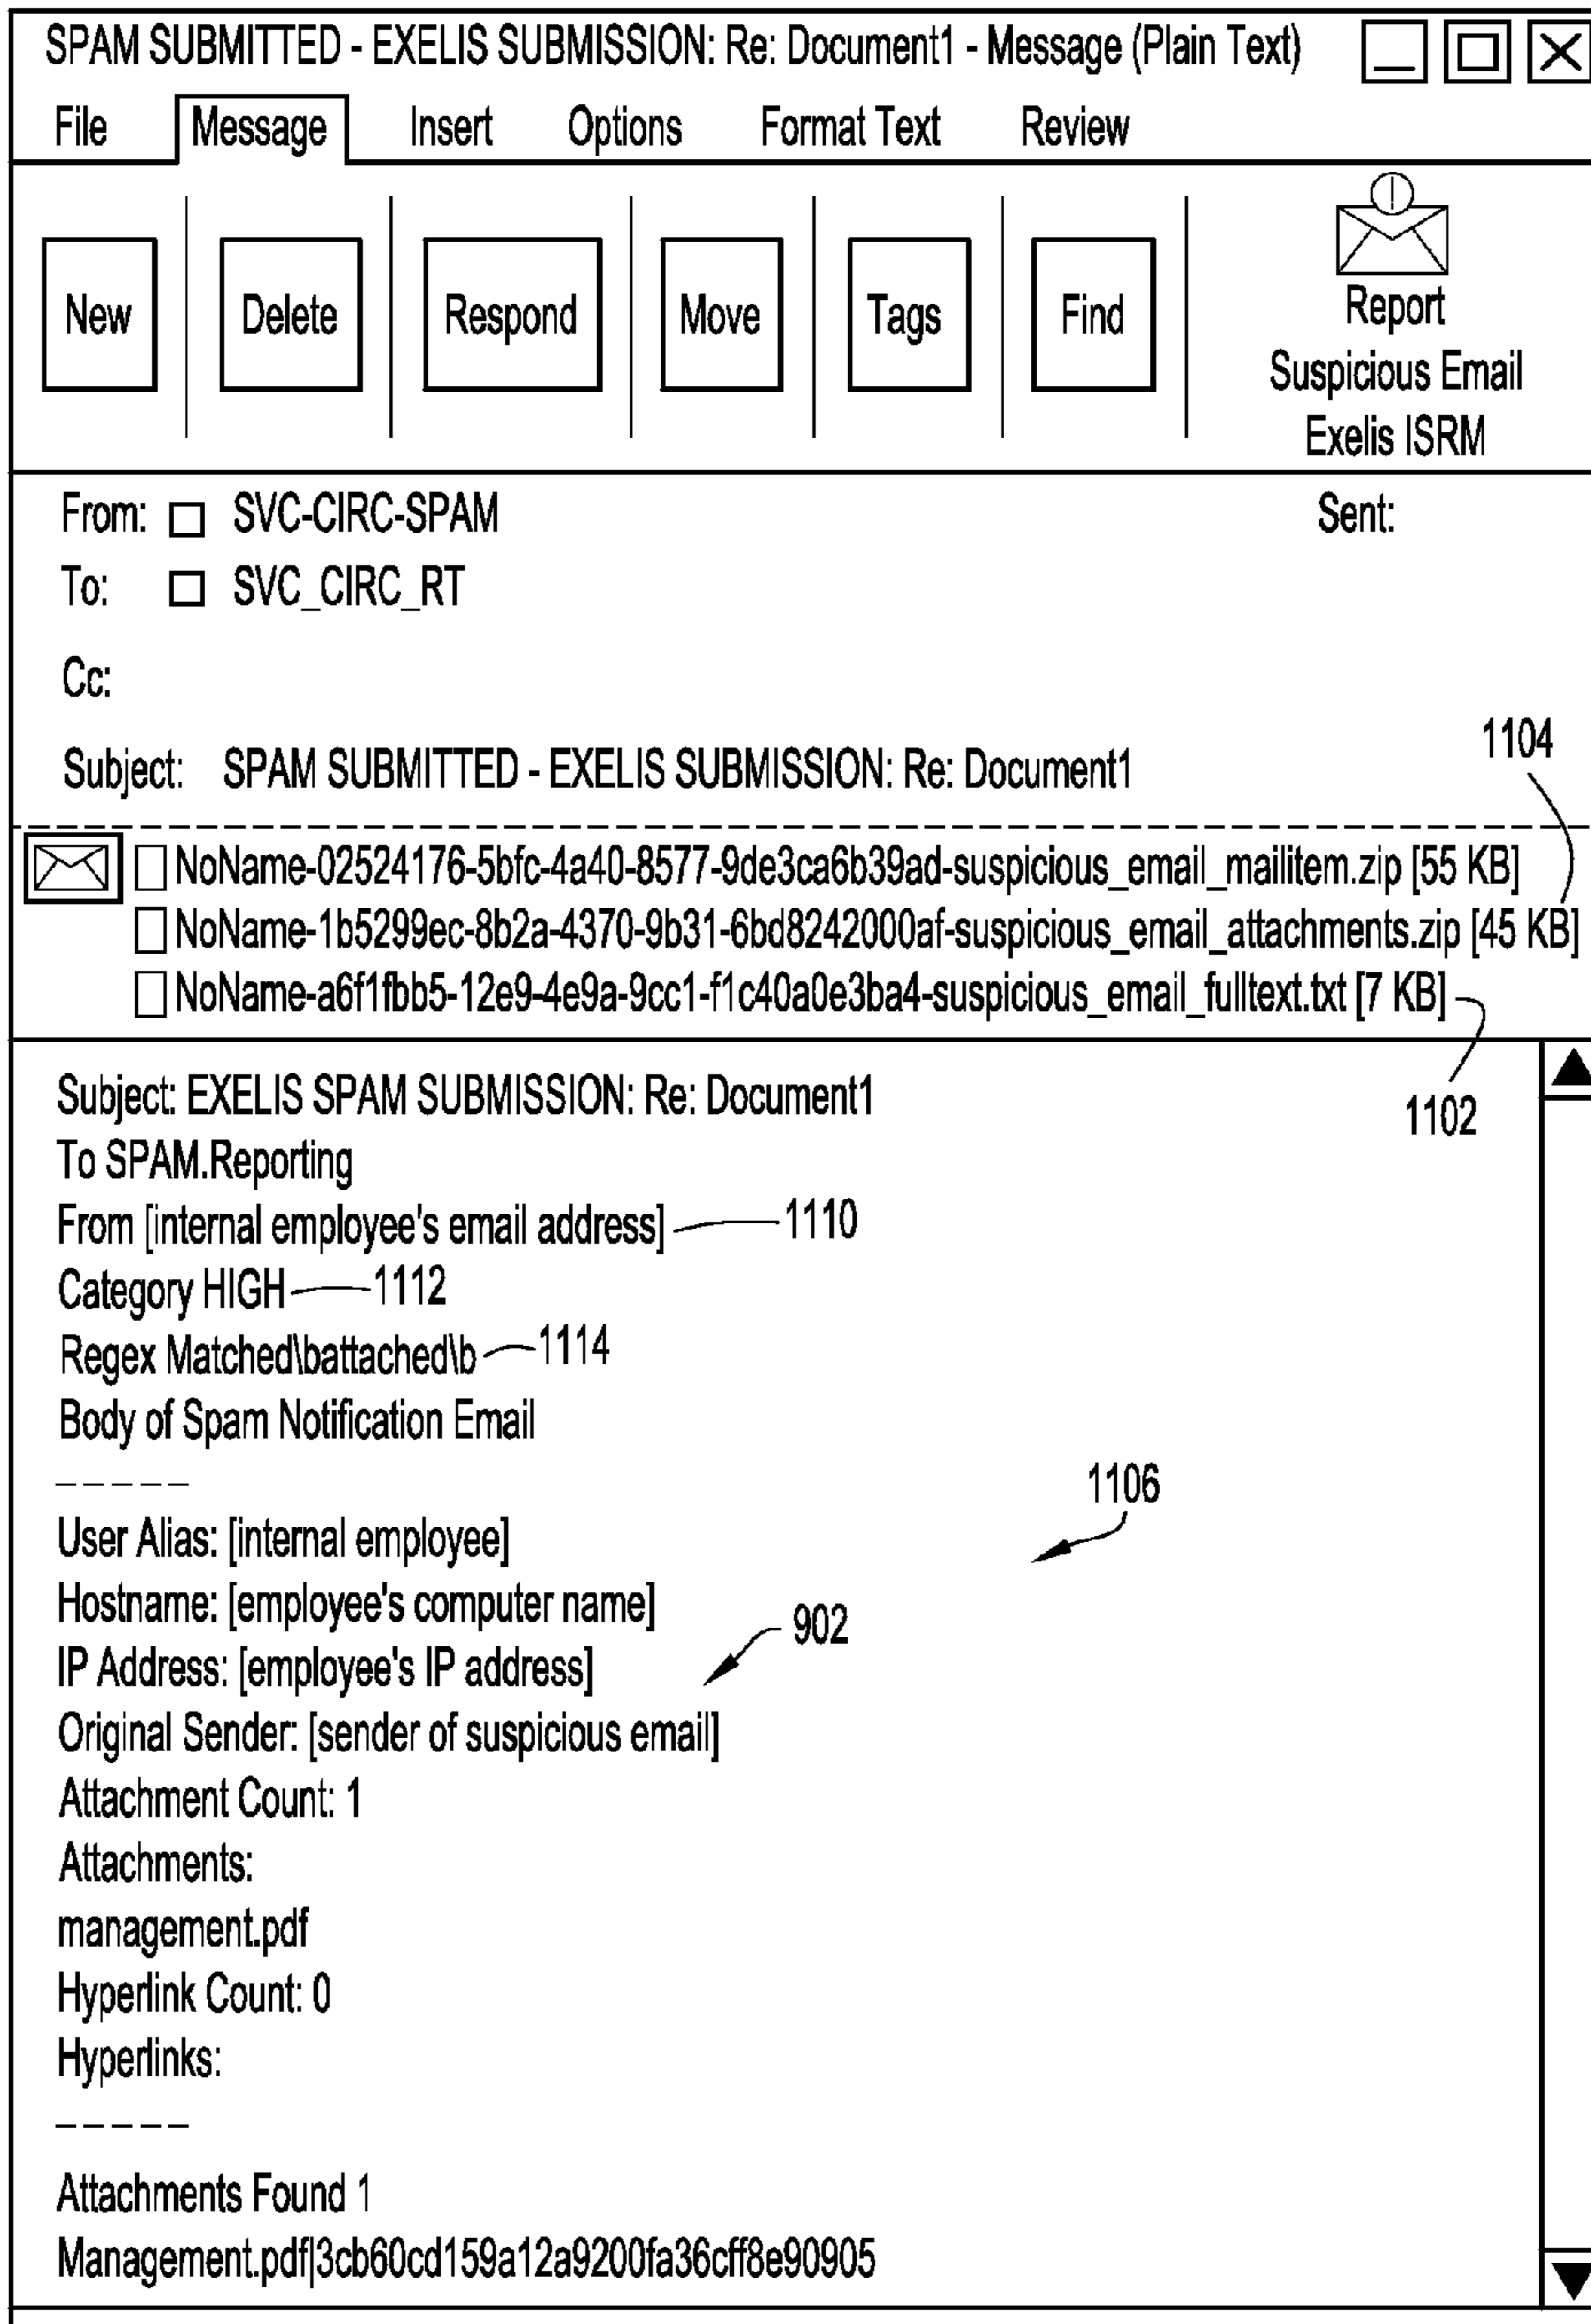 SPAM SUBMITTED - EXELIS SUBMISSION: Re: Document1 - Message (Plain Text)
File Message Insert Options Format Text Review
New Delete Respond Move Tags Find
Report
Suspicious Email
Exelis ISRM
From: SVC-CIRC-SPAM Sent:
To: SVC_CIRC_RT
Cc:
Subject: SPAM SUBMITTED - EXELIS SUBMISSION: Re: Document1
1104
NoName-02524176-5bfc-4a40-8577-9de3ca6b39ad-suspicious_email_mailitem.zip [55 KB]
NoName-1b5299ec-8b2a-4370-9b31-6bd8242000af-suspicious_email_attachments.zip [45 KB]
NoName-a6f1fbb5-12e9-4e9a-9cc1-f1c40a0e3ba4-suspicious_email_fulltext.txt [7 KB]
1102
Subject: EXELIS SPAM SUBMISSION: Re: Document1
To SPAM.Reporting
From [internal employee's email address] 1110
Category HIGH 1112
Regex Matched\battached\b 1114
Body of Spam Notification Email
-----
1106
User Alias: [internal employee]
Hostname: [employee's computer name]
902
IP Address: [employee's IP address]
Original Sender: [sender of suspicious email]
Attachment Count: 1
Attachments:
management.pdf
Hyperlink Count: 0
Hyperlinks:
-----
Attachments Found 1
Management.pdf|3cb60cd159a12a9200fa36cff8e90905